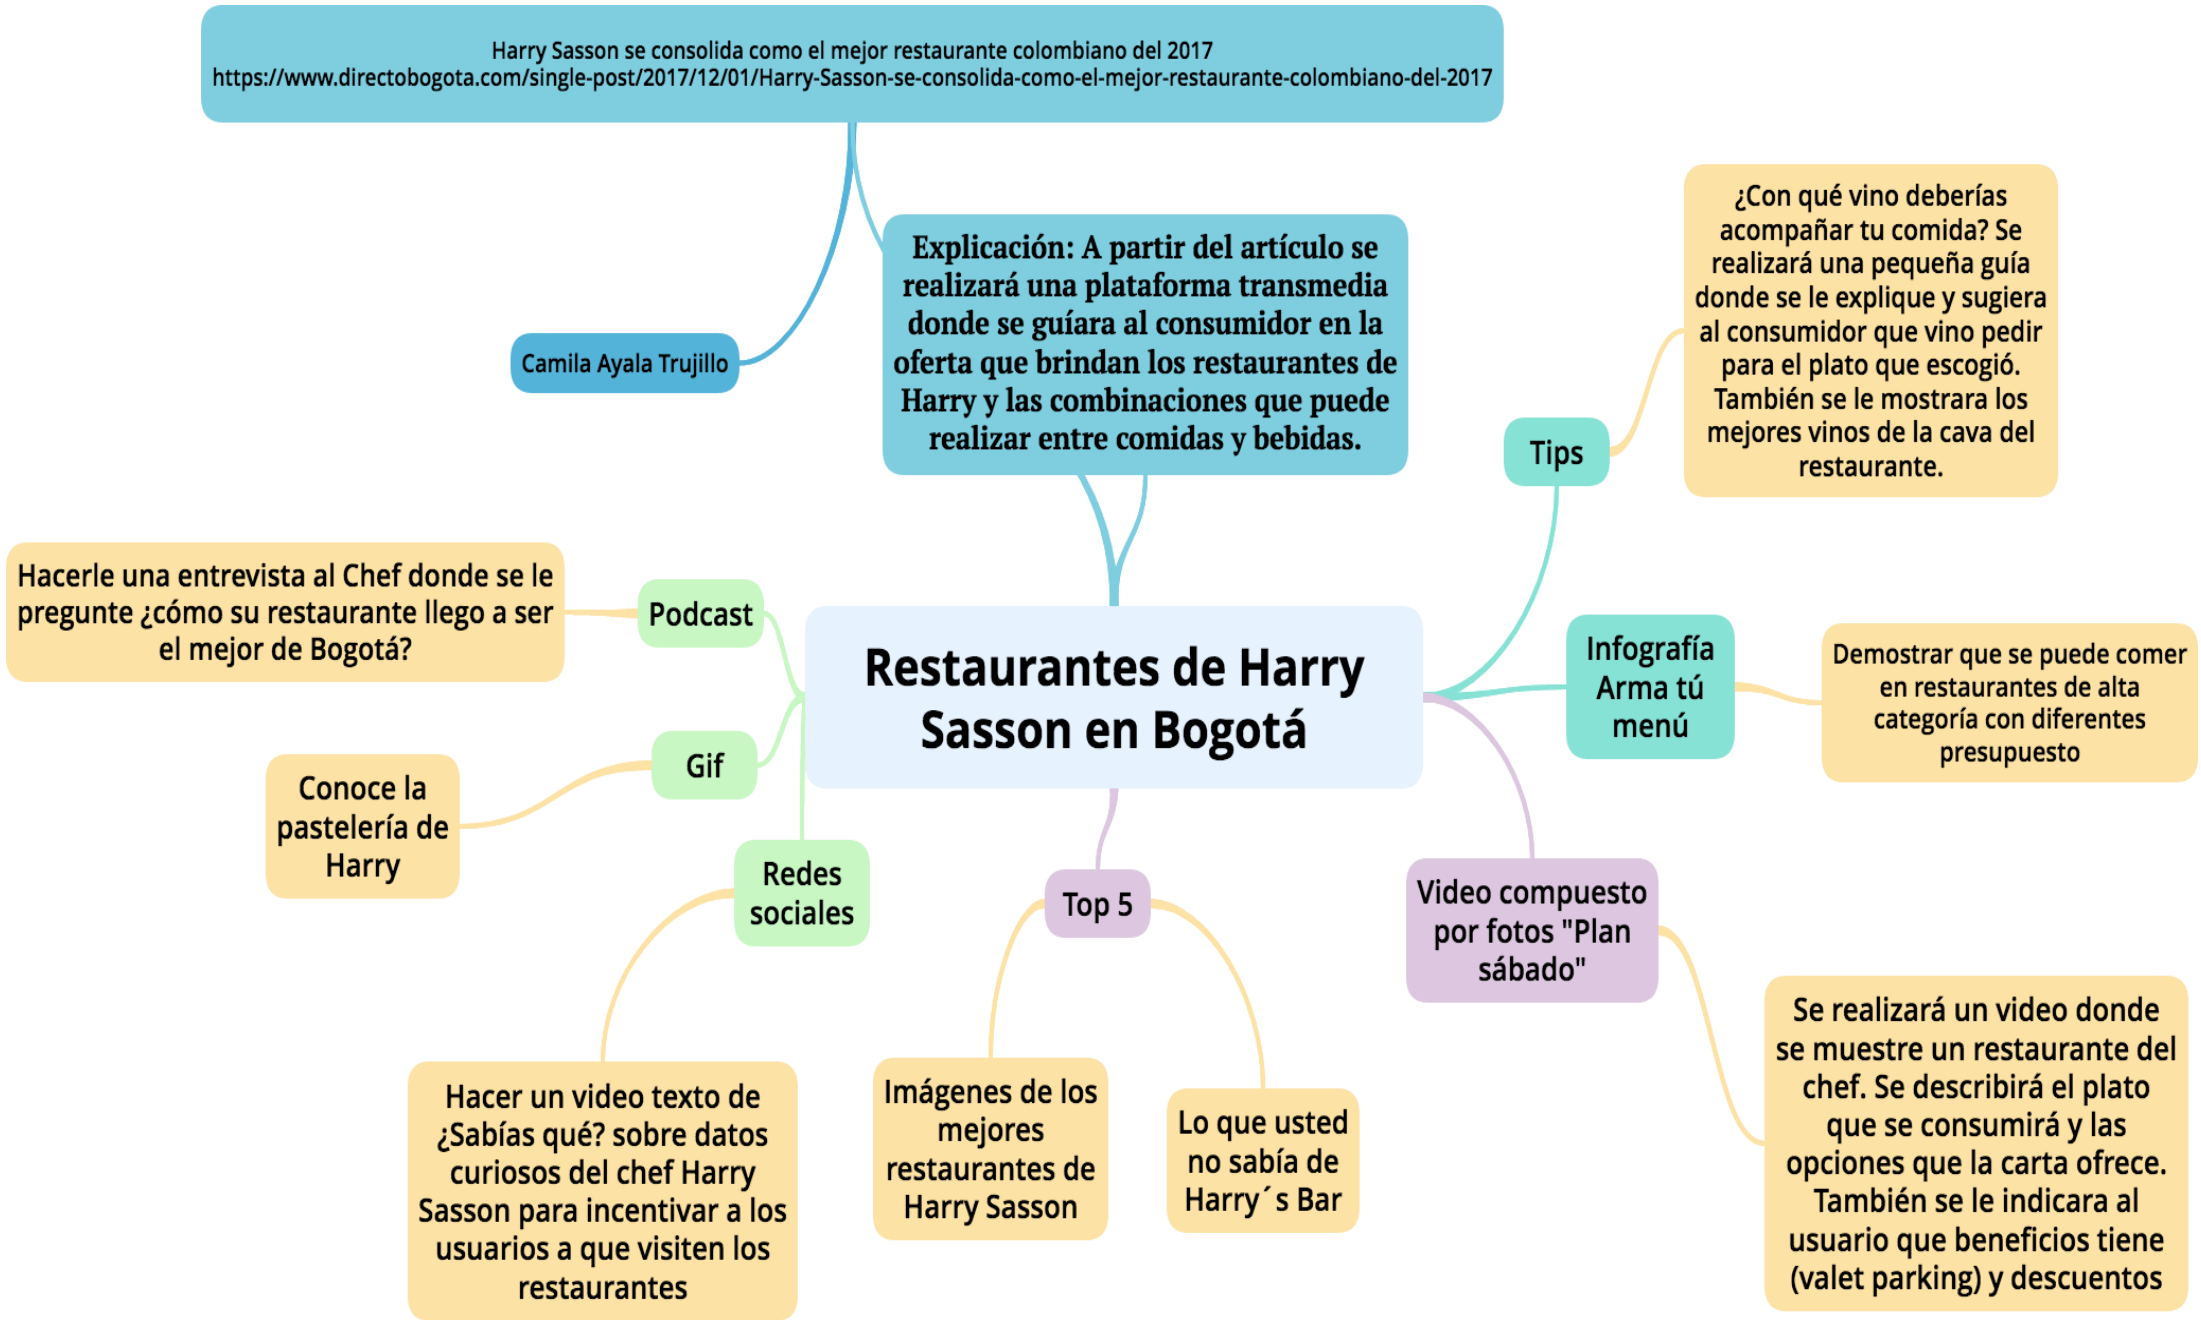 Harry Sasson se consolida como el mejor restaurante colombiano del 2017
https://www.directobogota.com/single-post/2017/12/01/Harry-Sasson-se-consolida-como-el-mejor-restaurante-colombiano-del-2017
Camila Ayala Trujillo
Explicación: A partir del artículo se
realizará una plataforma transmedia
donde se guíara al consumidor en la
oferta que brindan los restaurantes de
Harry y las combinaciones que puede
realizar entre comidas y bebidas.
¿Con qué vino deberías
acompañar tu comida? Se
realizará una pequeña guía
donde se le explique y sugiera
al consumidor que vino pedir
para el plato que escogió.
También se le mostrara los
mejores vinos de la cava del
restaurante.
Tips
Hacerle una entrevista al Chef donde se le
pregunte ¿cómo su restaurante llego a ser
el mejor de Bogotá?
Podcast
Restaurantes de Harry
Sasson en Bogotá
Infografía
Arma tú
menú
Demostrar que se puede comer
en restaurantes de alta
categoría con diferentes
presupuesto
Gif
Conoce la
pastelería de
Harry
Redes
sociales
Top 5
Video compuesto
por fotos "Plan
sábado"
Hacer un video texto de
¿Sabías qué? sobre datos
curiosos del chef Harry
Sasson para incentivar a los
usuarios a que visiten los
restaurantes
Imágenes de los
mejores
restaurantes de
Harry Sasson
Lo que usted
no sabía de
Harry´s Bar
Se realizará un video donde
se muestre un restaurante del
chef. Se describirá el plato
que se consumirá y las
opciones que la carta ofrece.
También se le indicara al
usuario que beneficios tiene
(valet parking) y descuentos